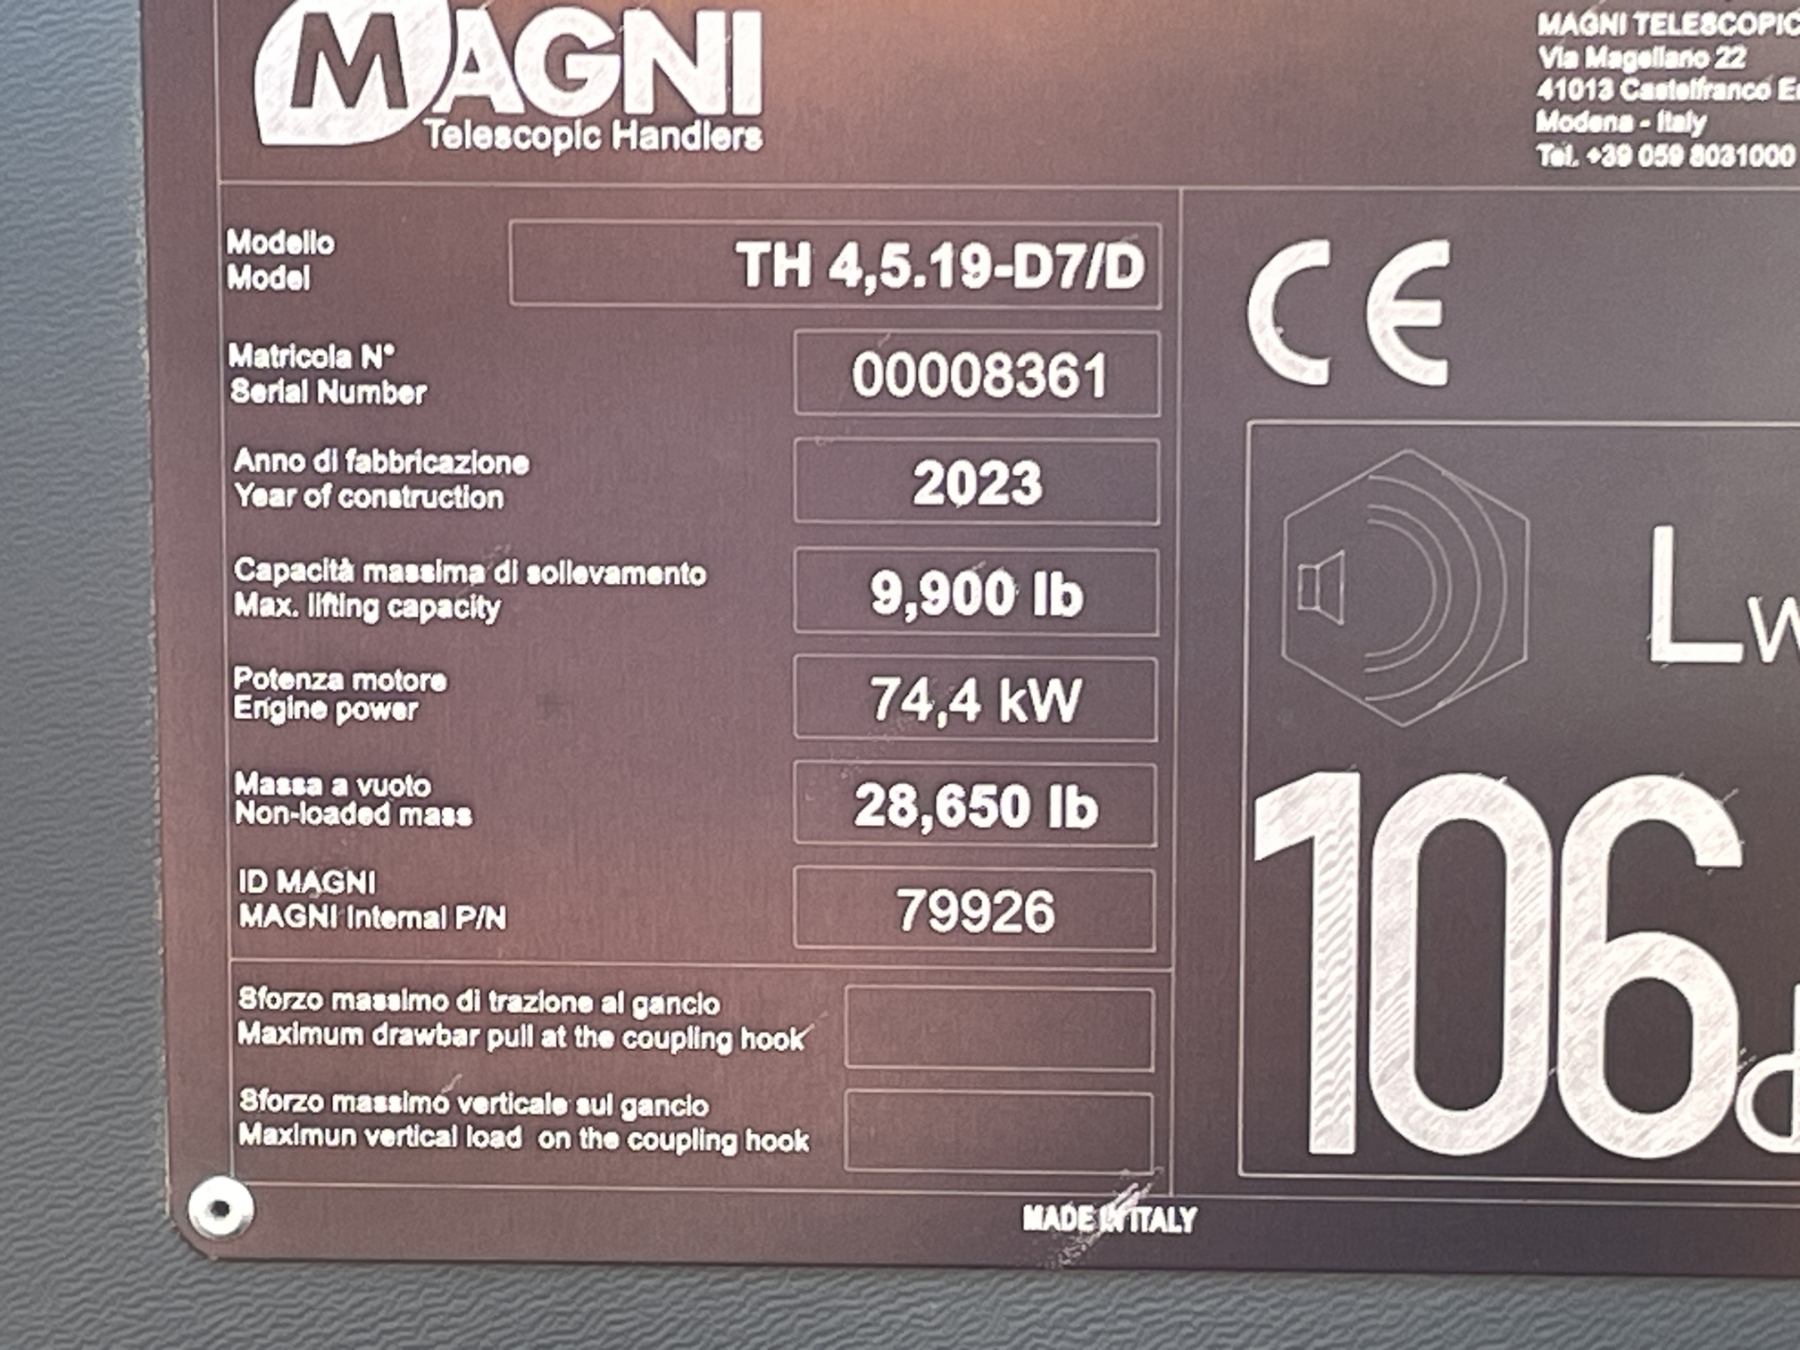 MAGNI
Telescopic Handlers
MAGNI TELESCOPIC
Via Magellano 22
41013 Castelfranco
Modena - Italy
Tel. +39 059 8031000
Modello
Model
TH 4,5.19-D7/D
Matricola N°
Serial Number
00008361
Anno di fabbricazione
Year of construction
2023
Capacità massima di sollevamento
Max. lifting capacity
9,900 lb
Potenza motore
Engine power
74,4 kW
Massa a vuoto
Non-loaded mass
28,650 lb
ID MAGNI
MAGNI Internal P/N
79926
Sforzo massimo di trazione al gancio
Maximum drawbar pull at the coupling hook
Sforzo massimo verticale sul gancio
Maximun vertical load on the coupling hook
CE
LW
106
MADE IN ITALY